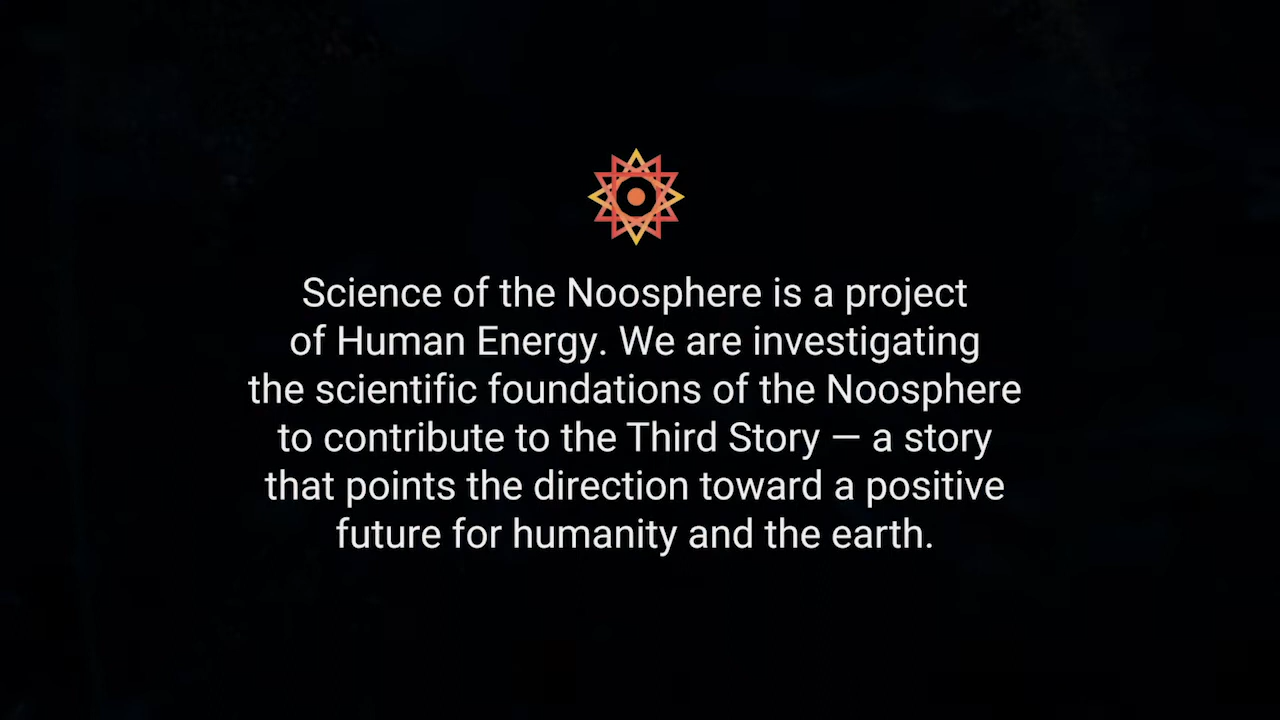 Science of the Noosphere is a project
of Human Energy. We are investigating
the scientific foundations of the Noosphere
to contribute to the Third Story — a story
that points the direction toward a positive
future for humanity and the earth.